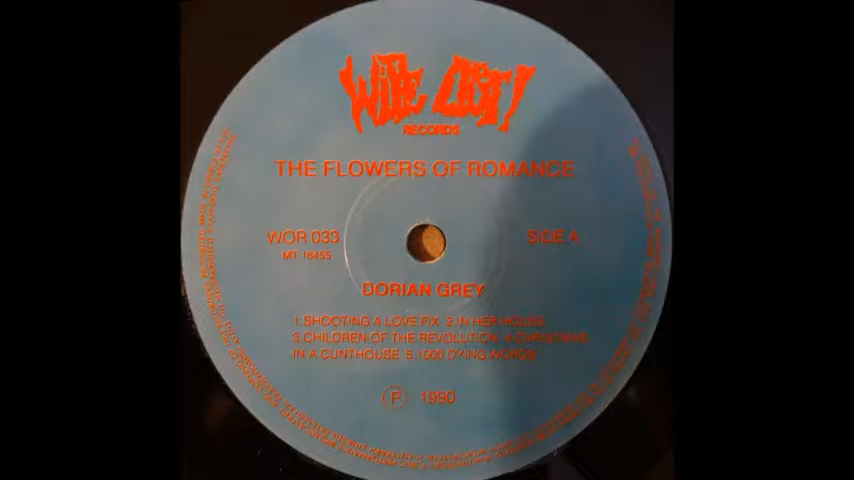 WIPE OUT!
RECORDS
THE FLOWERS OF ROMANCE
WOR 033
MT 16455
SIDE A
DORIAN GREY
1.SHOOTING A LOVE FIX 2.IN HER HOUSE
3.CHILDREN OF THE REVOLUTION 4.CHRISTMAS
IN A CUNTHOUSE 5.1000 DYING WORDS
P 1990